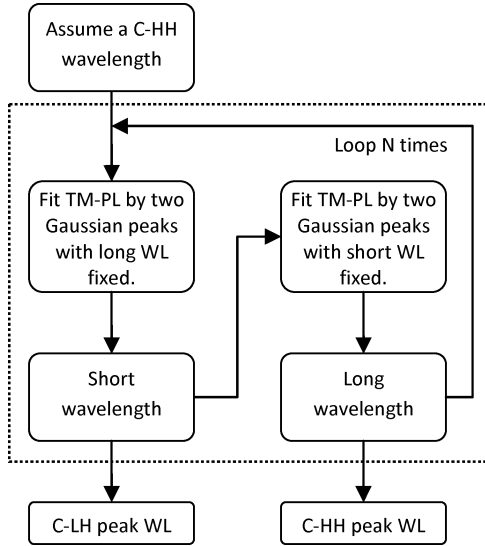 Assume a C-HH
wavelength
Loop N times
Fit TM-PL by two
Gaussian peaks
with long WL
fixed.
Fit TM-PL by two
Gaussian peaks
with short WL
fixed.
Short
wavelength
Long
wavelength
C-LH peak WL
C-HH peak WL